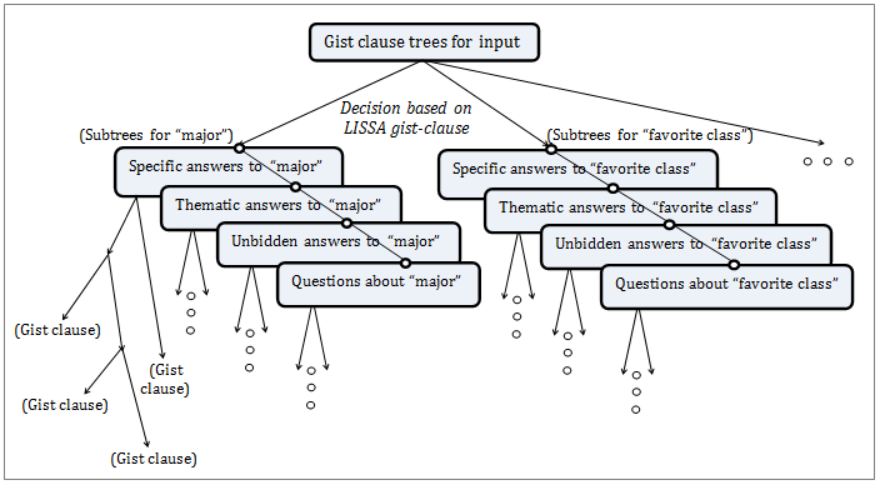 Gist clause trees for input
Decision based on
LISSA gist-clause
(Subtrees for “major”)
(Subtrees for “favorite class”)
Specific answers to “major”
Specific answers to “favorite class”
Thematic answers to “major”
Thematic answers to “favorite class”
Unbidden answers to “major”
Unbidden answers to “favorite class”
Questions about “major”
Questions about “favorite class”
(Gist clause)
(Gist
clause)
(Gist clause)
(Gist clause)